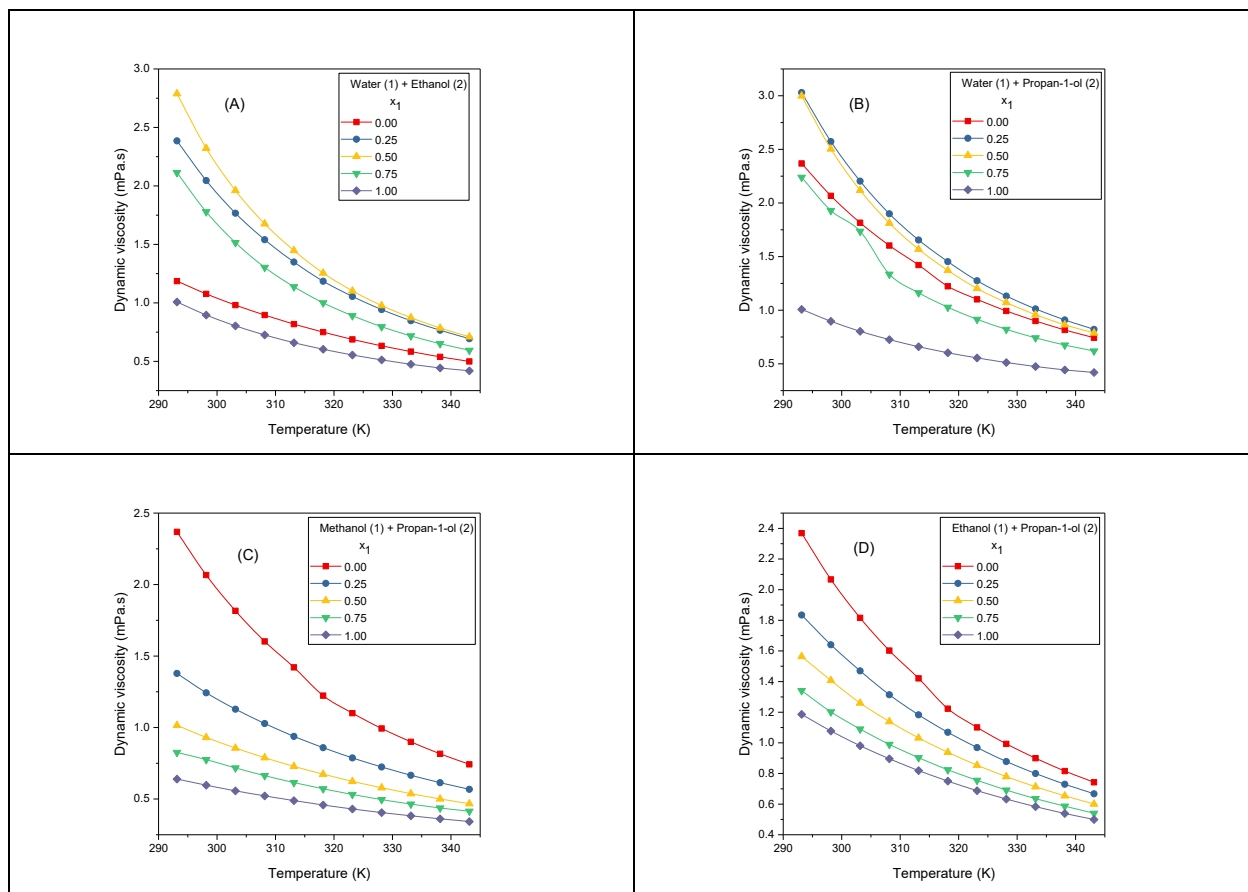 Water (1) + Ethanol (2)
x1
0.00
0.25
0.50
0.75
1.00
(A)
3.0
2.5
2.0
1.5
1.0
0.5
Dynamic viscosity (mPa.s)
290 300 310 320 330 340
Temperature (K)
Water (1) + Propan-1-ol (2)
x1
0.00
0.25
0.50
0.75
1.00
(B)
3.0
2.5
2.0
1.5
1.0
0.5
Dynamic viscosity (mPa.s)
290 300 310 320 330 340
Temperature (K)
Methanol (1) + Propan-1-ol (2)
x1
0.00
0.25
0.50
0.75
1.00
(C)
2.5
2.0
1.5
1.0
0.5
Dynamic viscosity (mPa.s)
290 300 310 320 330 340
Temperature (K)
Ethanol (1) + Propan-1-ol (2)
x1
0.00
0.25
0.50
0.75
1.00
(D)
2.4
2.2
2.0
1.8
1.6
1.4
1.2
1.0
0.8
0.6
0.4
Dynamic viscosity (mPa.s)
290 300 310 320 330 340
Temperature (K)